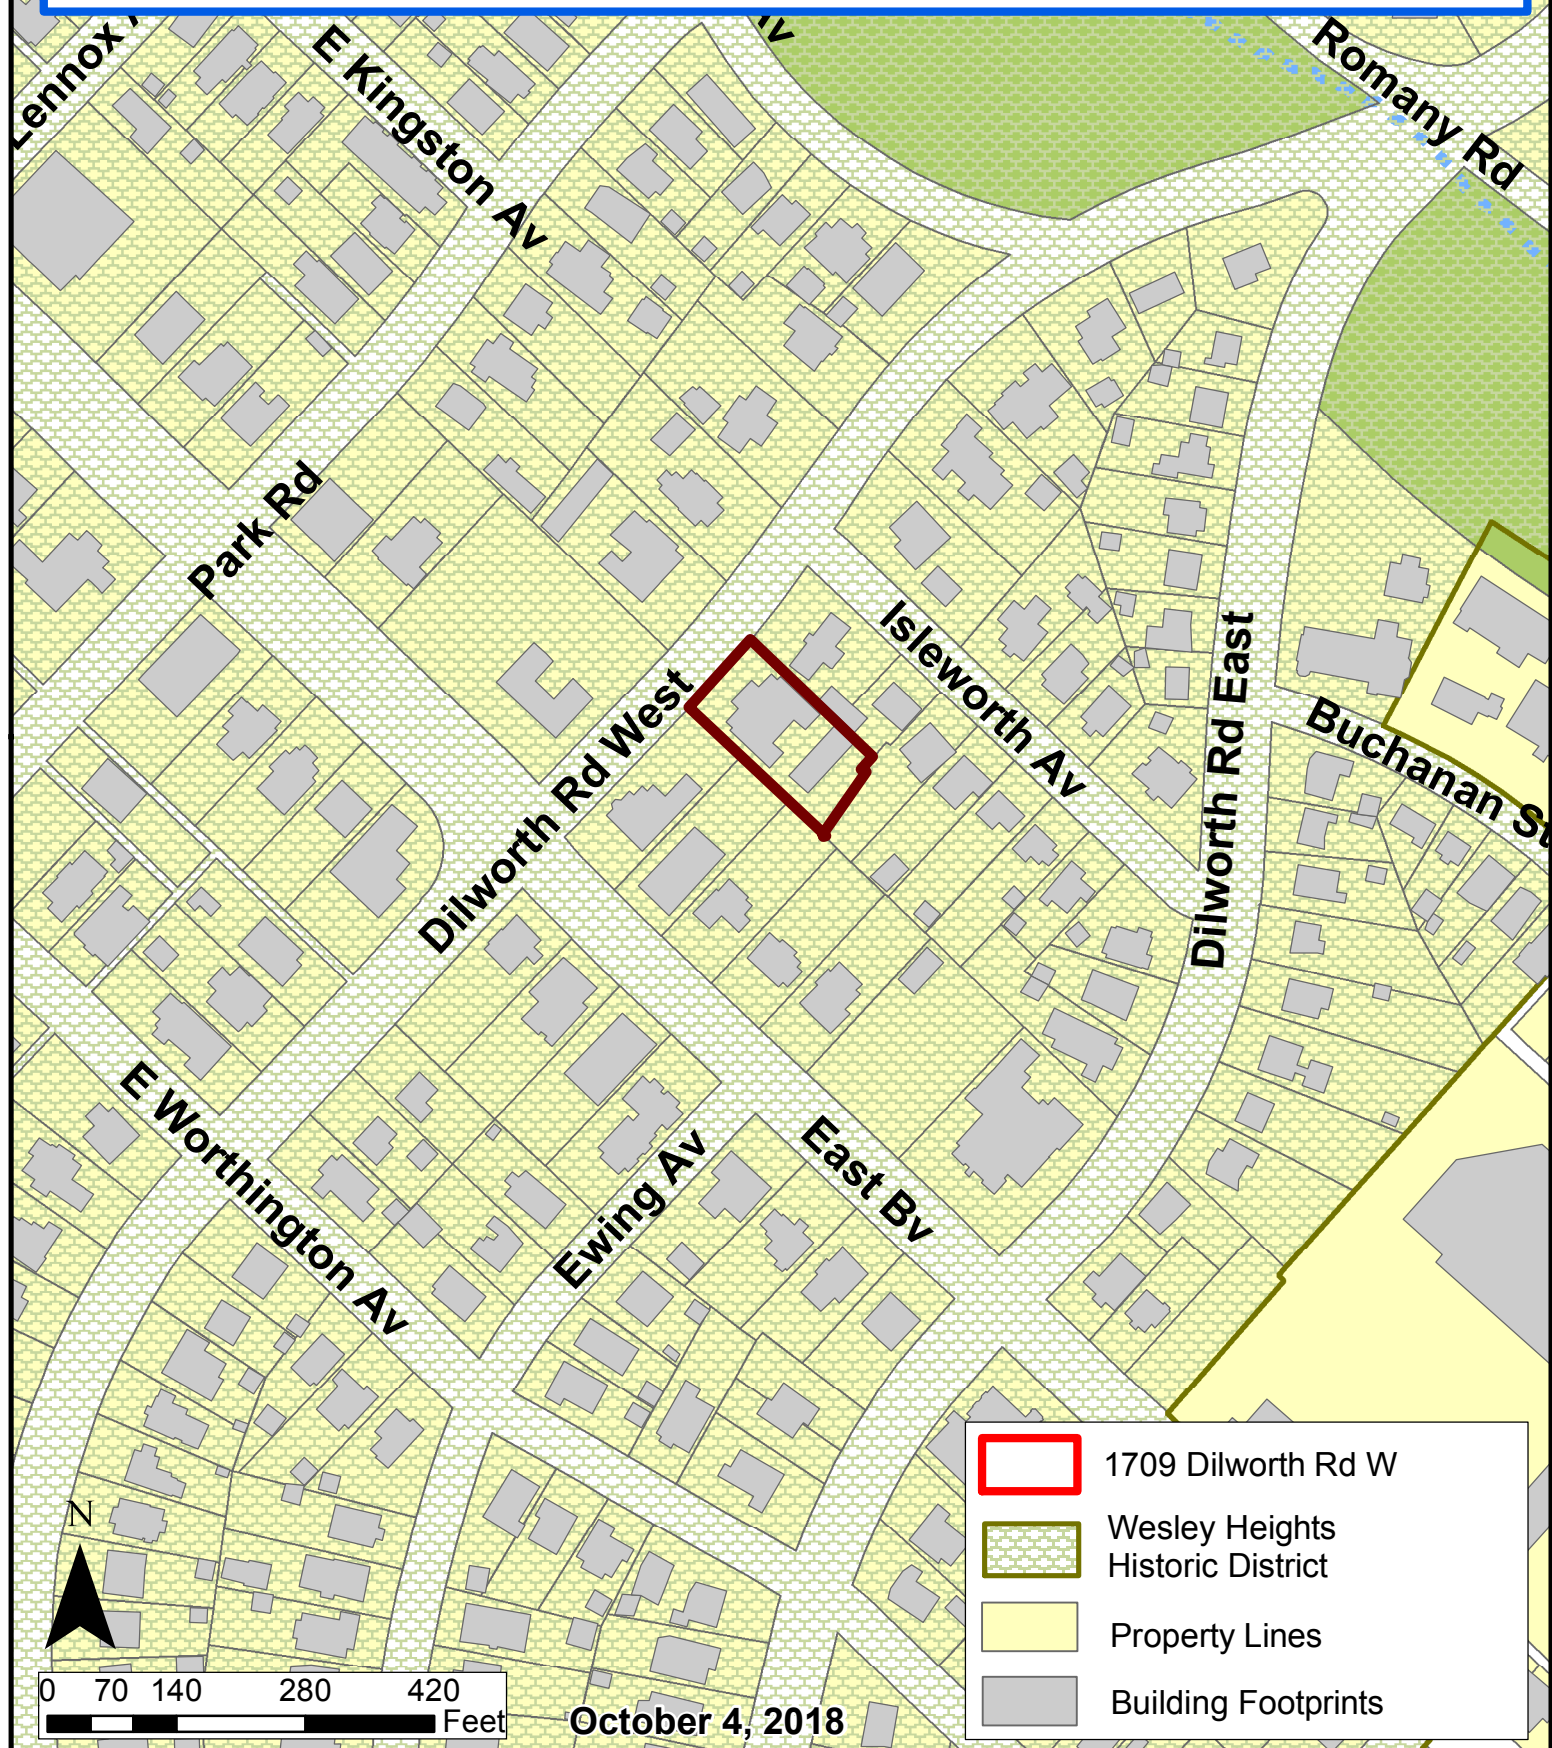 Lennox
E Kingston Av
Av
Romany Rd
Park Rd
Isleworth Av
Dilworth Rd West
Dilworth Rd East
Buchanan St
E Worthington Av
Ewing Av
East Bv
1709 Dilworth Rd W
Wesley Heights
Historic District
Property Lines
Building Footprints
N
0 70 140 280 420
Feet
October 4, 2018